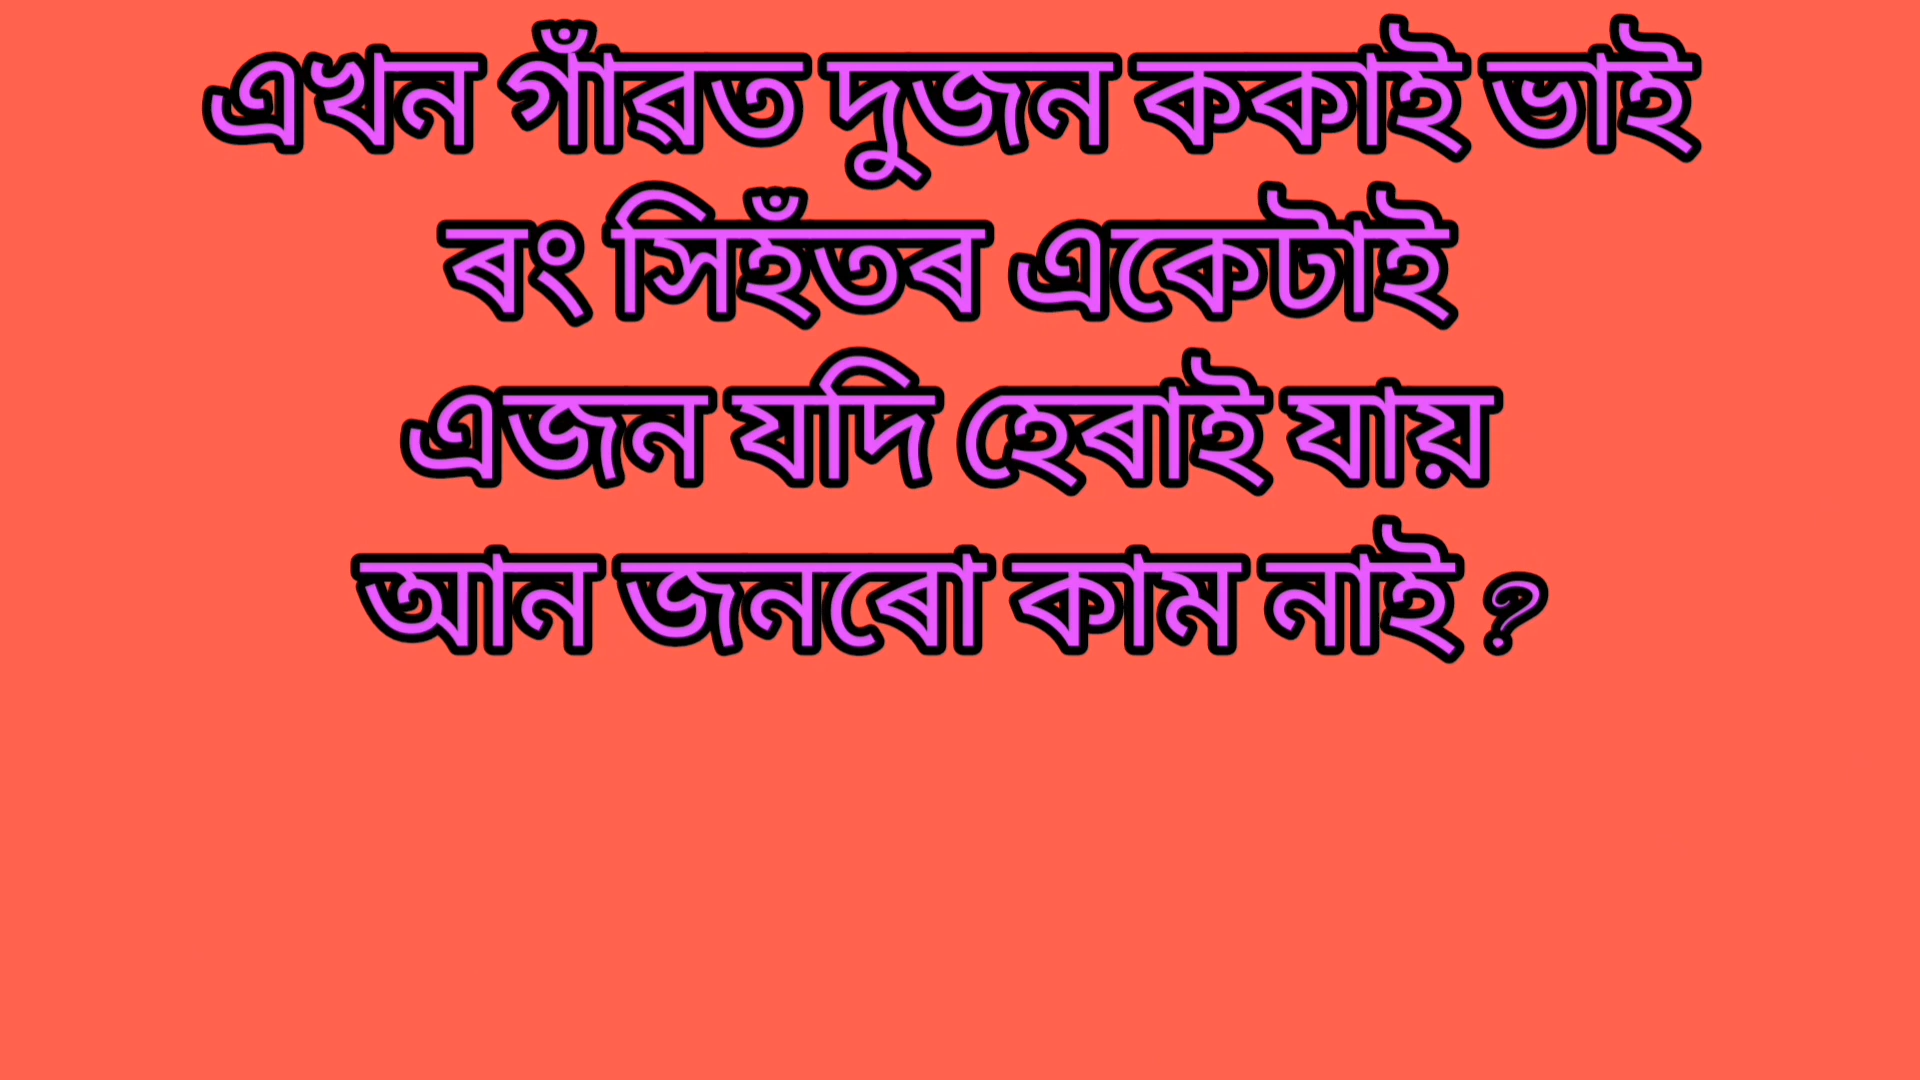 এখন গাঁৱত দুজন ককাই ভাই
ৰং সিহঁতৰ একেটাই
এজন যদি হেৰাই যায়
আন জনৰো কাম নাই ?